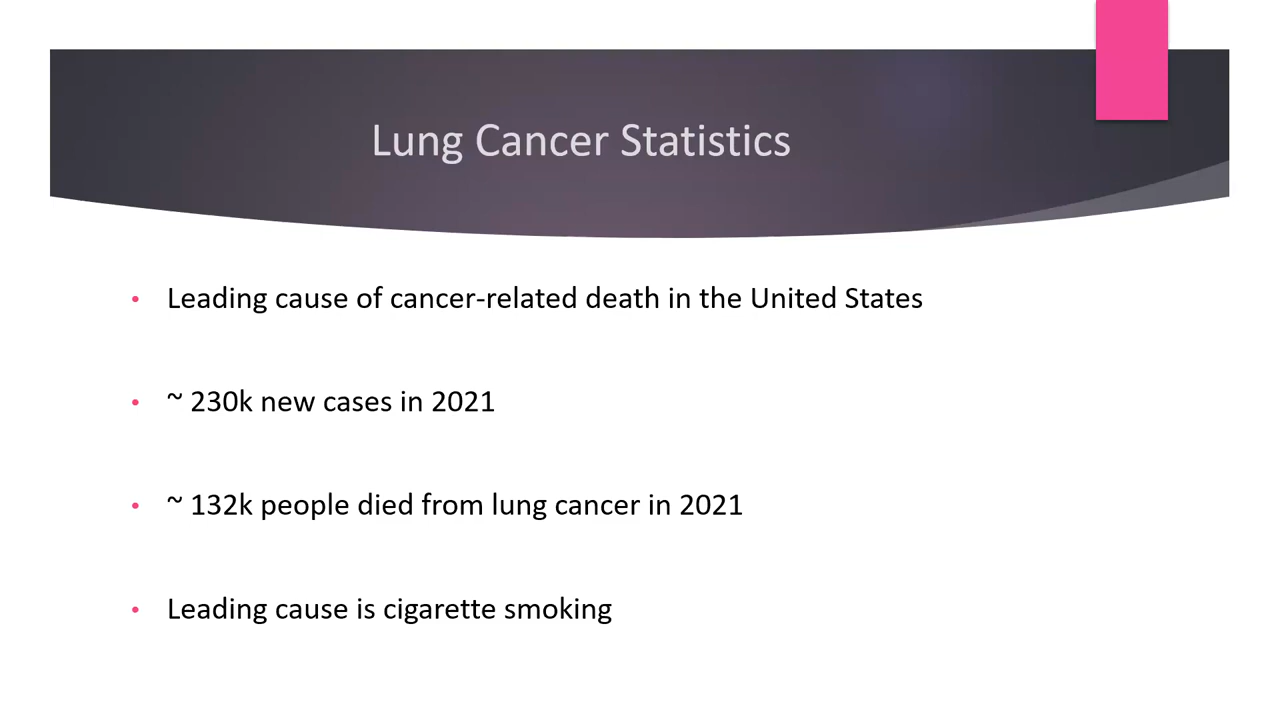 Lung Cancer Statistics
• Leading cause of cancer-related death in the United States
• ~ 230k new cases in 2021
• ~ 132k people died from lung cancer in 2021
• Leading cause is cigarette smoking